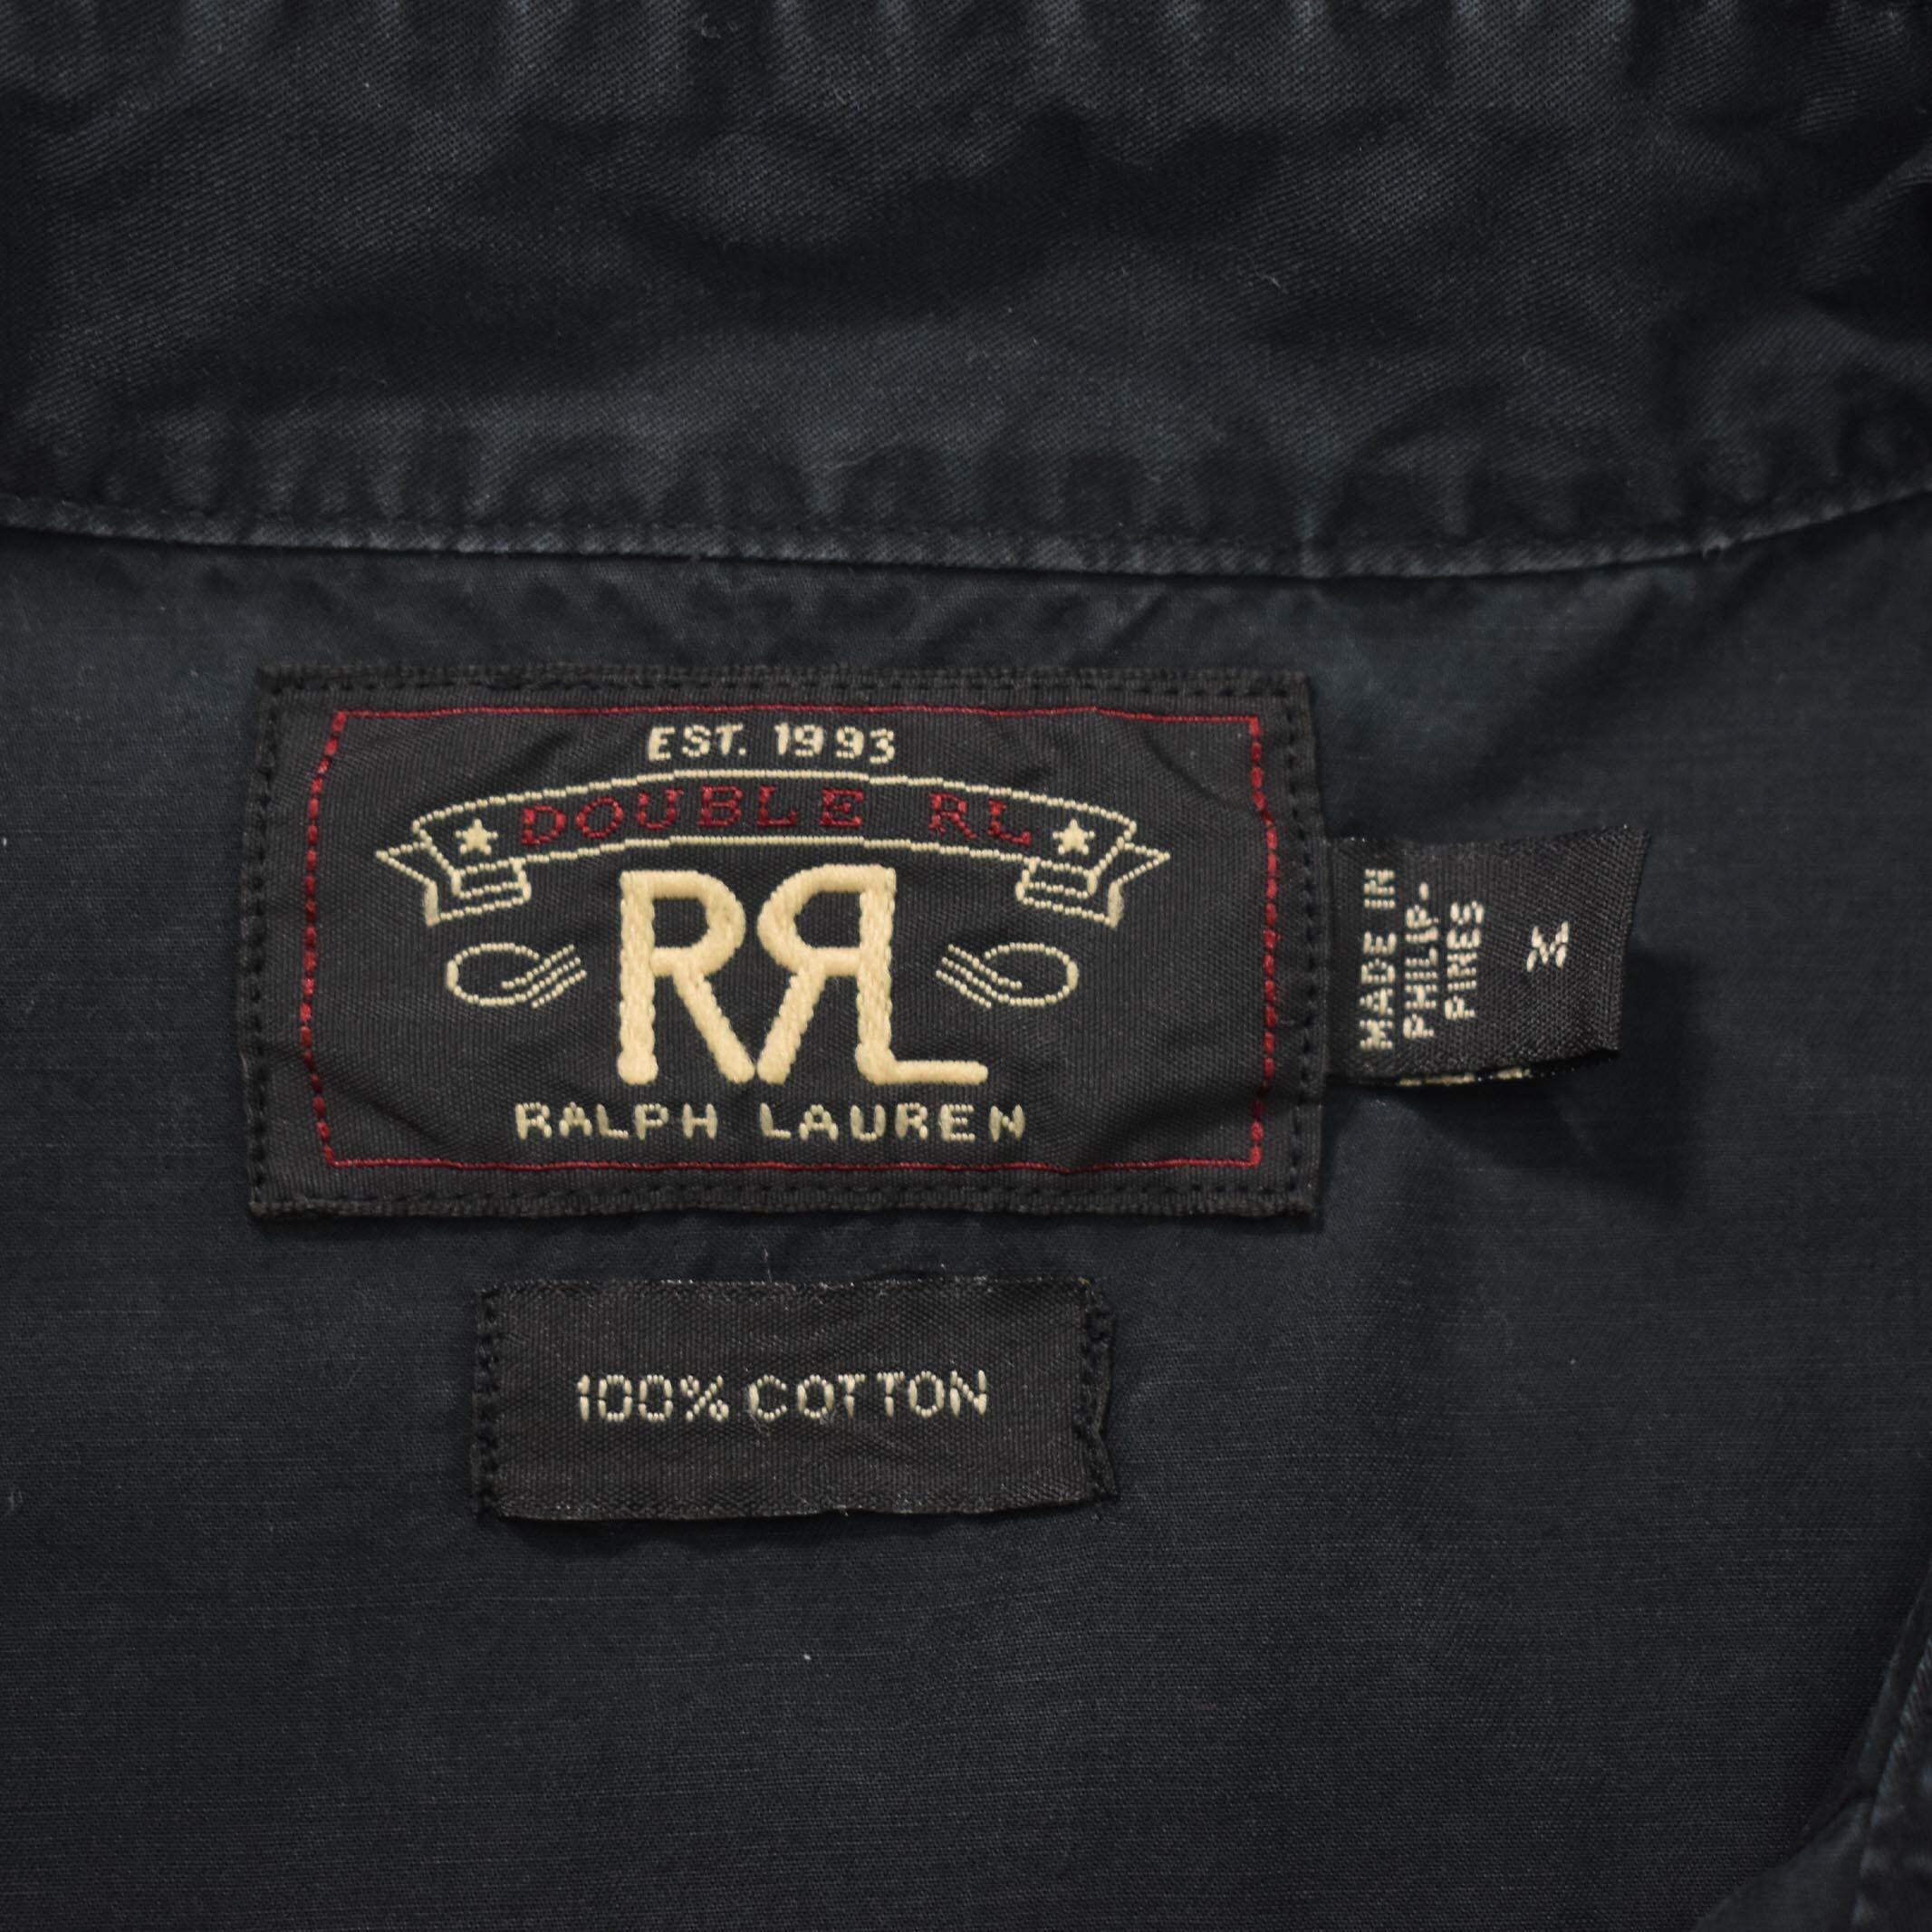 EST. 1993
DOUBLE RL
RRL
RALPH LAUREN
MADE IN
PHILIP-
PINES
M
100% COTTON